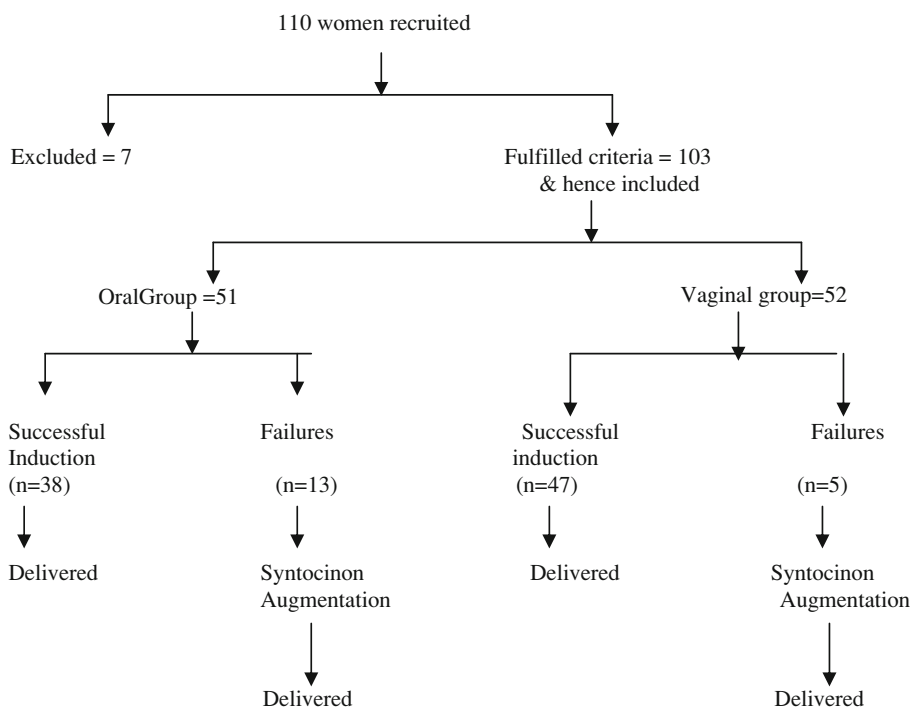 110 women recruited
Excluded = 7
Fulfilled criteria = 103
& hence included
OralGroup =51
Vaginal group=52
Successful
Induction
(n=38)
Failures
(n=13)
Successful
induction
(n=47)
Failures
(n=5)
Delivered
Syntocinon
Augmentation
Delivered
Syntocinon
Augmentation
Delivered
Delivered